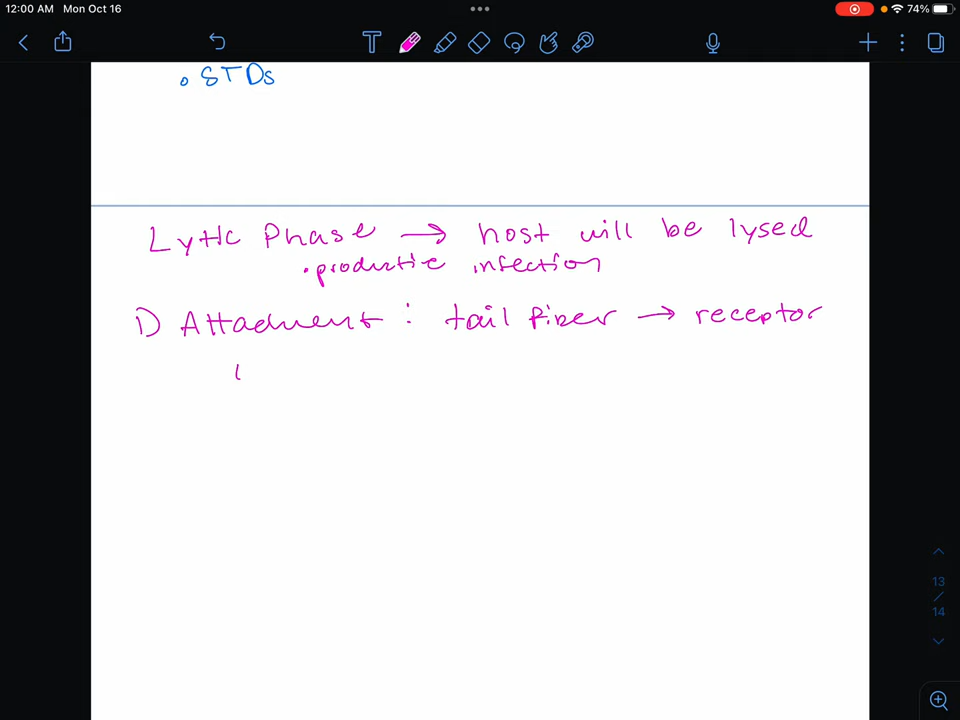 12:00 AM Mon Oct 16 74%
• STDs
Lytic Phase → host will be lysed
• productive infection
1) Attachment : tail fiber → receptor
13
/
14